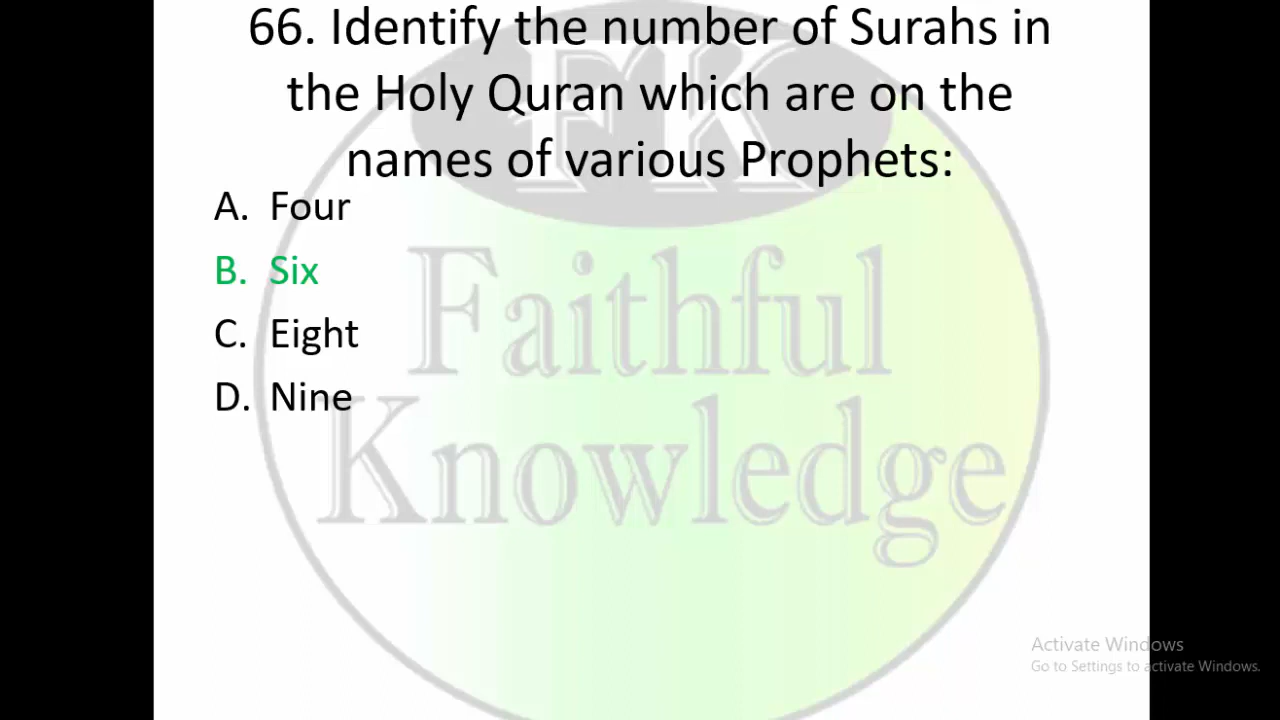 66. Identify the number of Surahs in
the Holy Quran which are on the
names of various Prophets:
A. Four
B. Six
C. Eight
D. Nine
FK
Faithful
Knowledge
Activate Windows
Go to Settings to activate Windows.